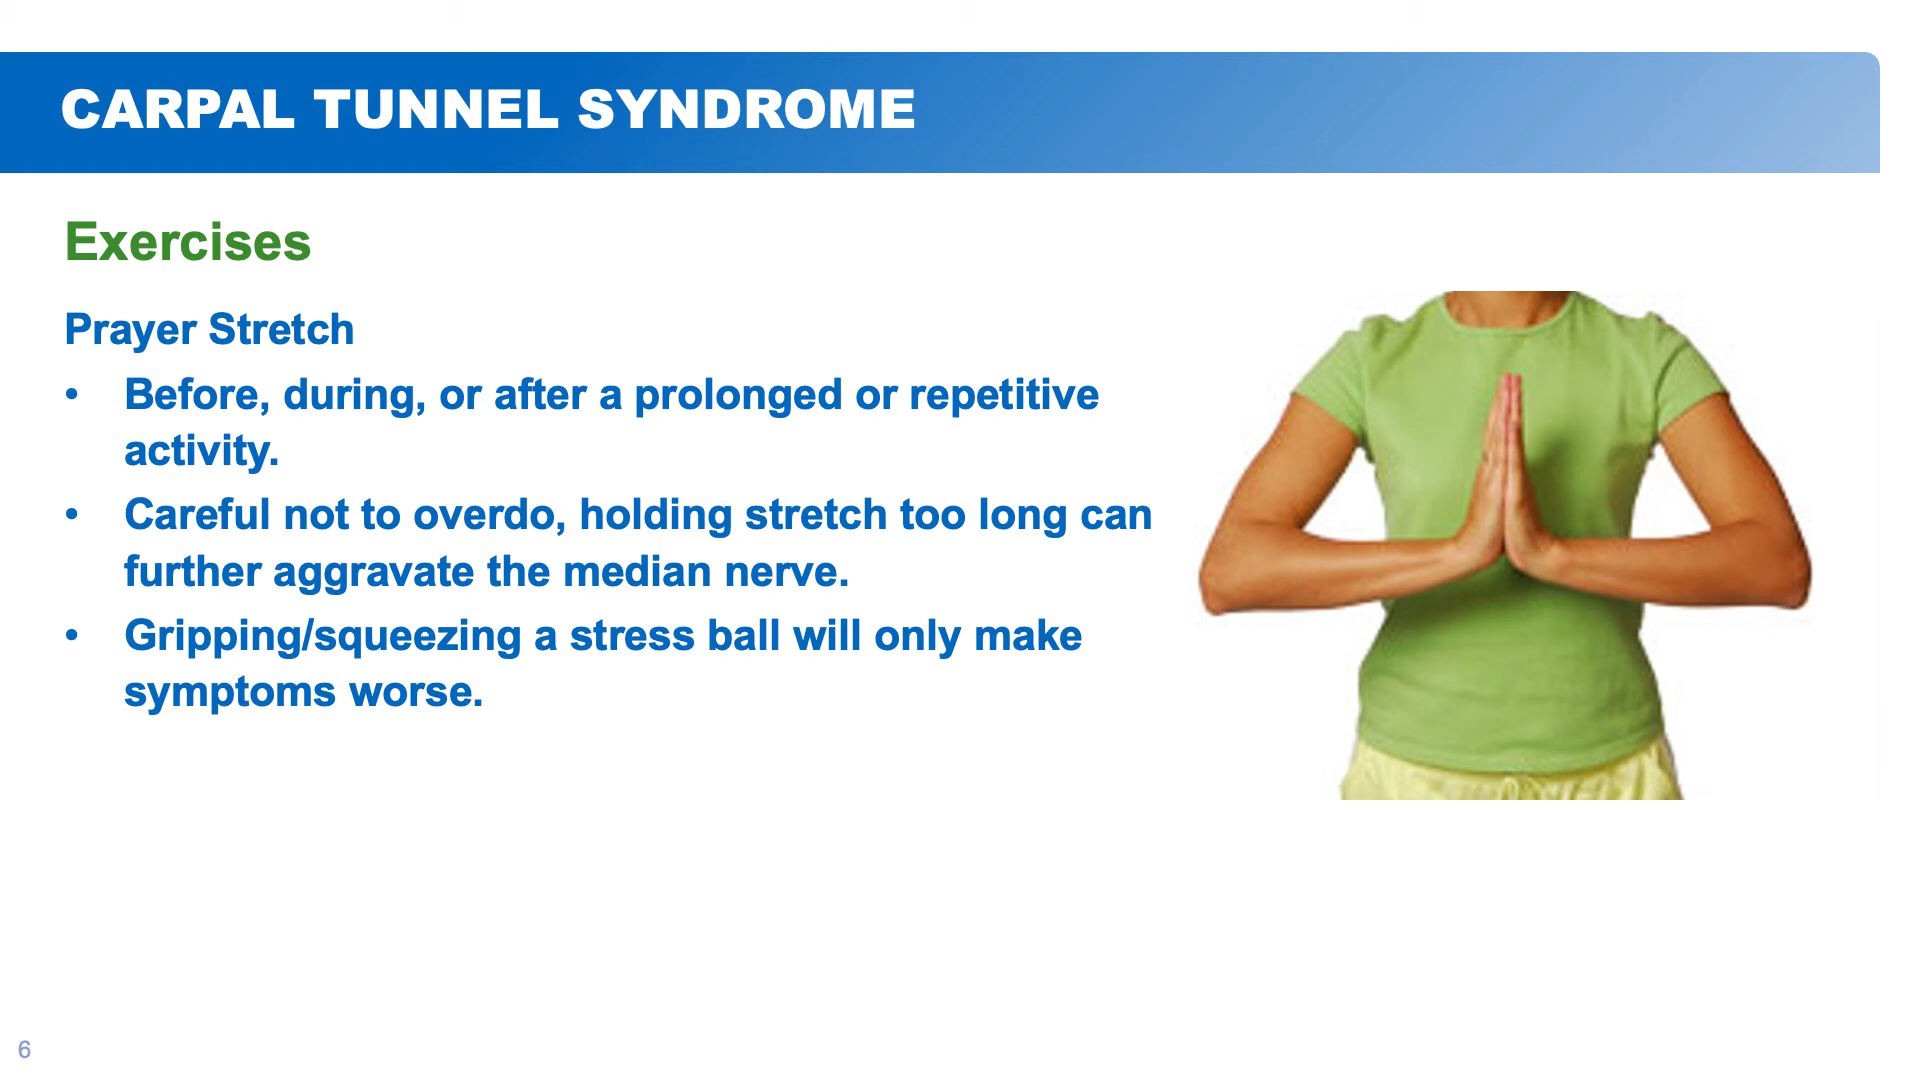 CARPAL TUNNEL SYNDROME
Exercises
Prayer Stretch
• Before, during, or after a prolonged or repetitive
activity.
• Careful not to overdo, holding stretch too long can
further aggravate the median nerve.
• Gripping/squeezing a stress ball will only make
symptoms worse.
6